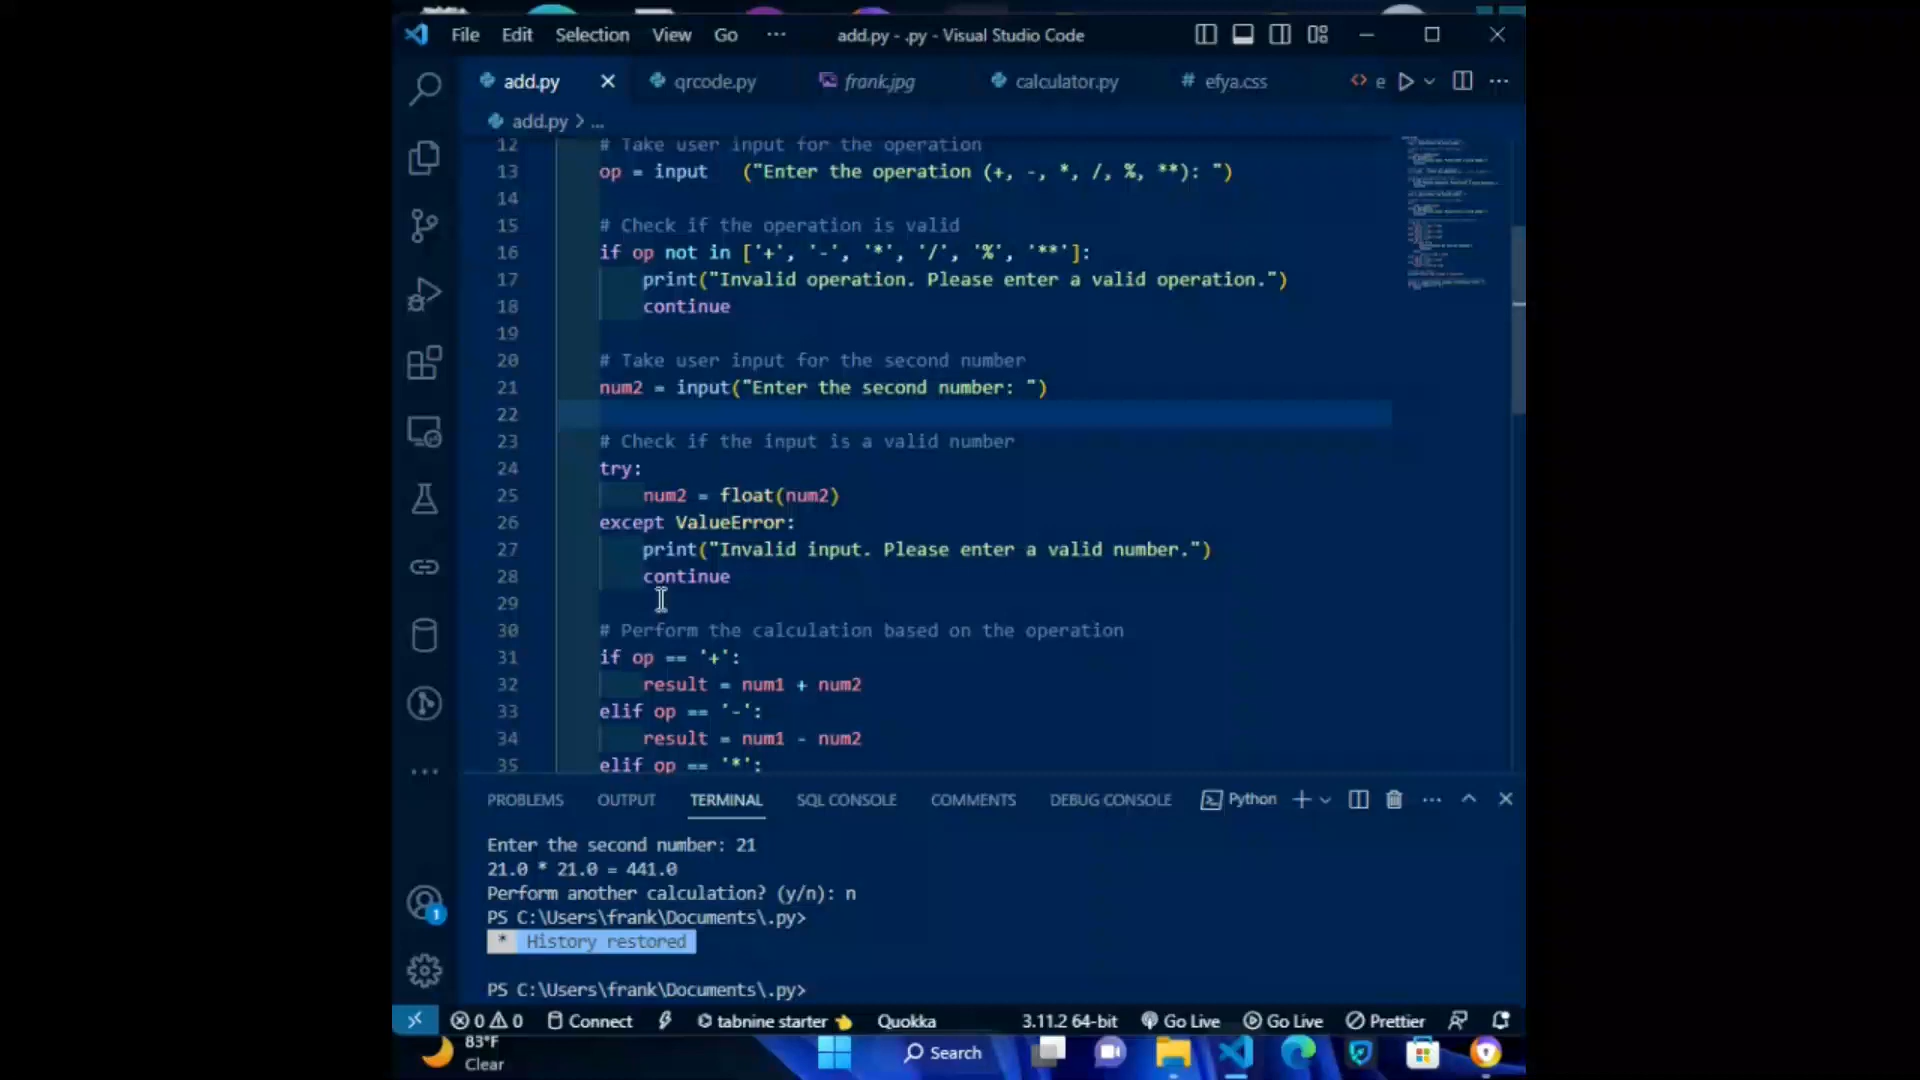 File Edit Selection View Go ... add.py - .py - Visual Studio Code
add.py qrcode.py frank.jpg calculator.py # efya.css <> e
add.py > ...
12 # Take user input for the operation
13 op = input   ("Enter the operation (+, -, *, /, %, **): ")
14
15 # Check if the operation is valid
16 if op not in ['+', '-', '*', '/', '%', '**']:
17 print("Invalid operation. Please enter a valid operation.")
18 continue
19
20 # Take user input for the second number
21 num2 = input("Enter the second number: ")
22
23 # Check if the input is a valid number
24 try:
25 num2 = float(num2)
26 except ValueError:
27 print("Invalid input. Please enter a valid number.")
28 continue
29
30 # Perform the calculation based on the operation
31 if op == '+':
32 result = num1 + num2
33 elif op == '-':
34 result = num1 - num2
35 elif op == '*':
PROBLEMS OUTPUT TERMINAL SQL CONSOLE COMMENTS DEBUG CONSOLE Python
Enter the second number: 21
21.0 * 21.0 = 441.0
Perform another calculation? (y/n): n
PS C:\Users\frank\Documents\.py>
* History restored
PS C:\Users\frank\Documents\.py>
1
0 0 Connect tabnine starter Quokka 3.11.2 64-bit Go Live Go Live Prettier
83°F
Clear
Search